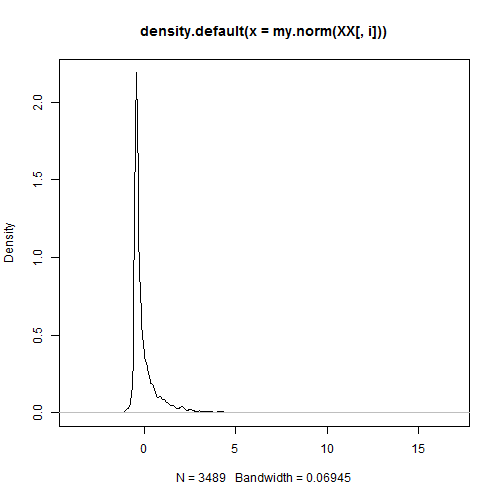 density.default(x = my.norm(XX[, i]))
Density
2.0
1.5
1.0
0.5
0.0
0 5 10 15
N = 3489 Bandwidth = 0.06945